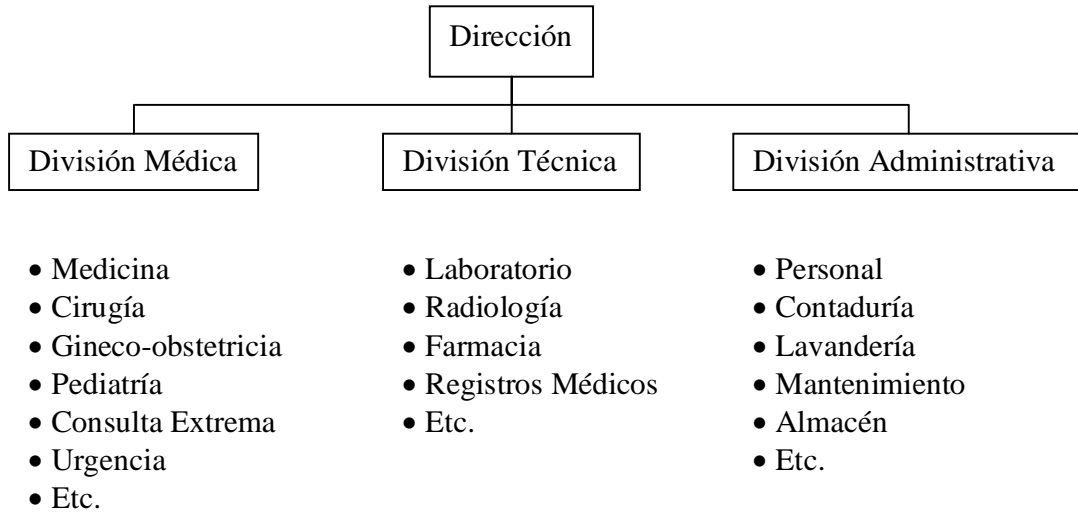 Dirección
División Médica
División Técnica
División Administrativa
• Medicina
• Cirugía
• Gineco-obstetricia
• Pediatría
• Consulta Extrema
• Urgencia
• Etc.
• Laboratorio
• Radiología
• Farmacia
• Registros Médicos
• Etc.
• Personal
• Contaduría
• Lavandería
• Mantenimiento
• Almacén
• Etc.